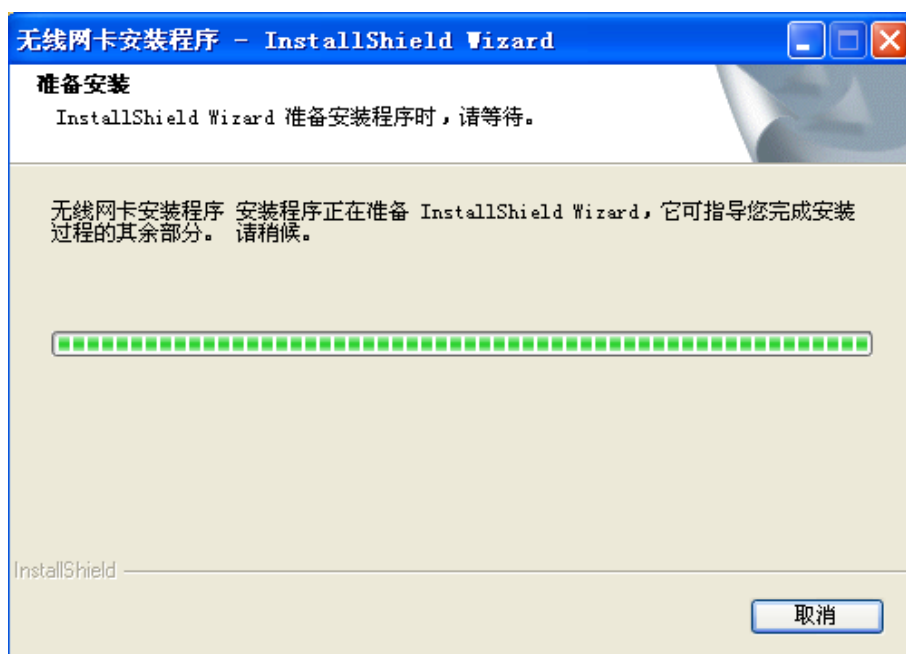 无线网卡安装程序 - InstallShield Wizard
准备安装
InstallShield Wizard 准备安装程序时，请等待。
无线网卡安装程序 安装程序正在准备 InstallShield Wizard，它可指导您完成安装
过程的其余部分。 请稍候。
InstallShield
取消